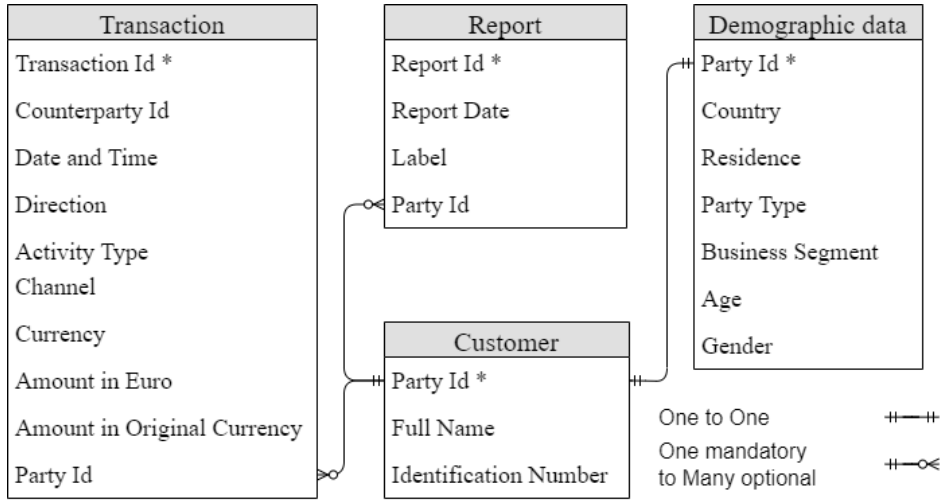 Transaction
Transaction Id *
Counterparty Id
Date and Time
Direction
Activity Type
Channel
Currency
Amount in Euro
Amount in Original Currency
Party Id
Report
Report Id *
Report Date
Label
Party Id
Customer
Party Id *
Full Name
Identification Number
Demographic data
Party Id *
Country
Residence
Party Type
Business Segment
Age
Gender
One to One
One mandatory
to Many optional